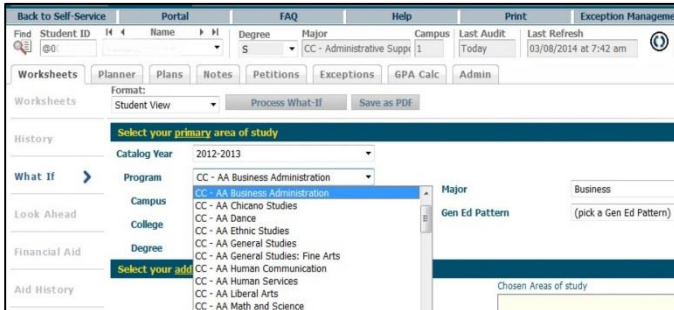 Back to Self-Service Portal FAQ Help Print Exception Manageme
Find Student ID Name Degree Major Campus Last Audit Last Refresh
@0 S CC - Administrative Suppo 1 Today 03/08/2014 at 7:42 am
Worksheets Planner Plans Notes Petitions Exceptions GPA Calc Admin
Worksheets
Format:
Student View Process What-If Save as PDF
History
Select your primary area of study
Catalog Year 2012-2013
What If Program CC - AA Business Administration
CC - AA Business Administration Major Business
Campus CC - AA Chicano Studies
CC - AA Dance Gen Ed Pattern (pick a Gen Ed Pattern)
Look Ahead College CC - AA Ethnic Studies
CC - AA General Studies
Financial Aid Degree CC - AA General Studies: Fine Arts
Select your add CC - AA Human Communication
CC - AA Human Services
Aid History CC - AA Liberal Arts Chosen Areas of study
CC - AA Math and Science